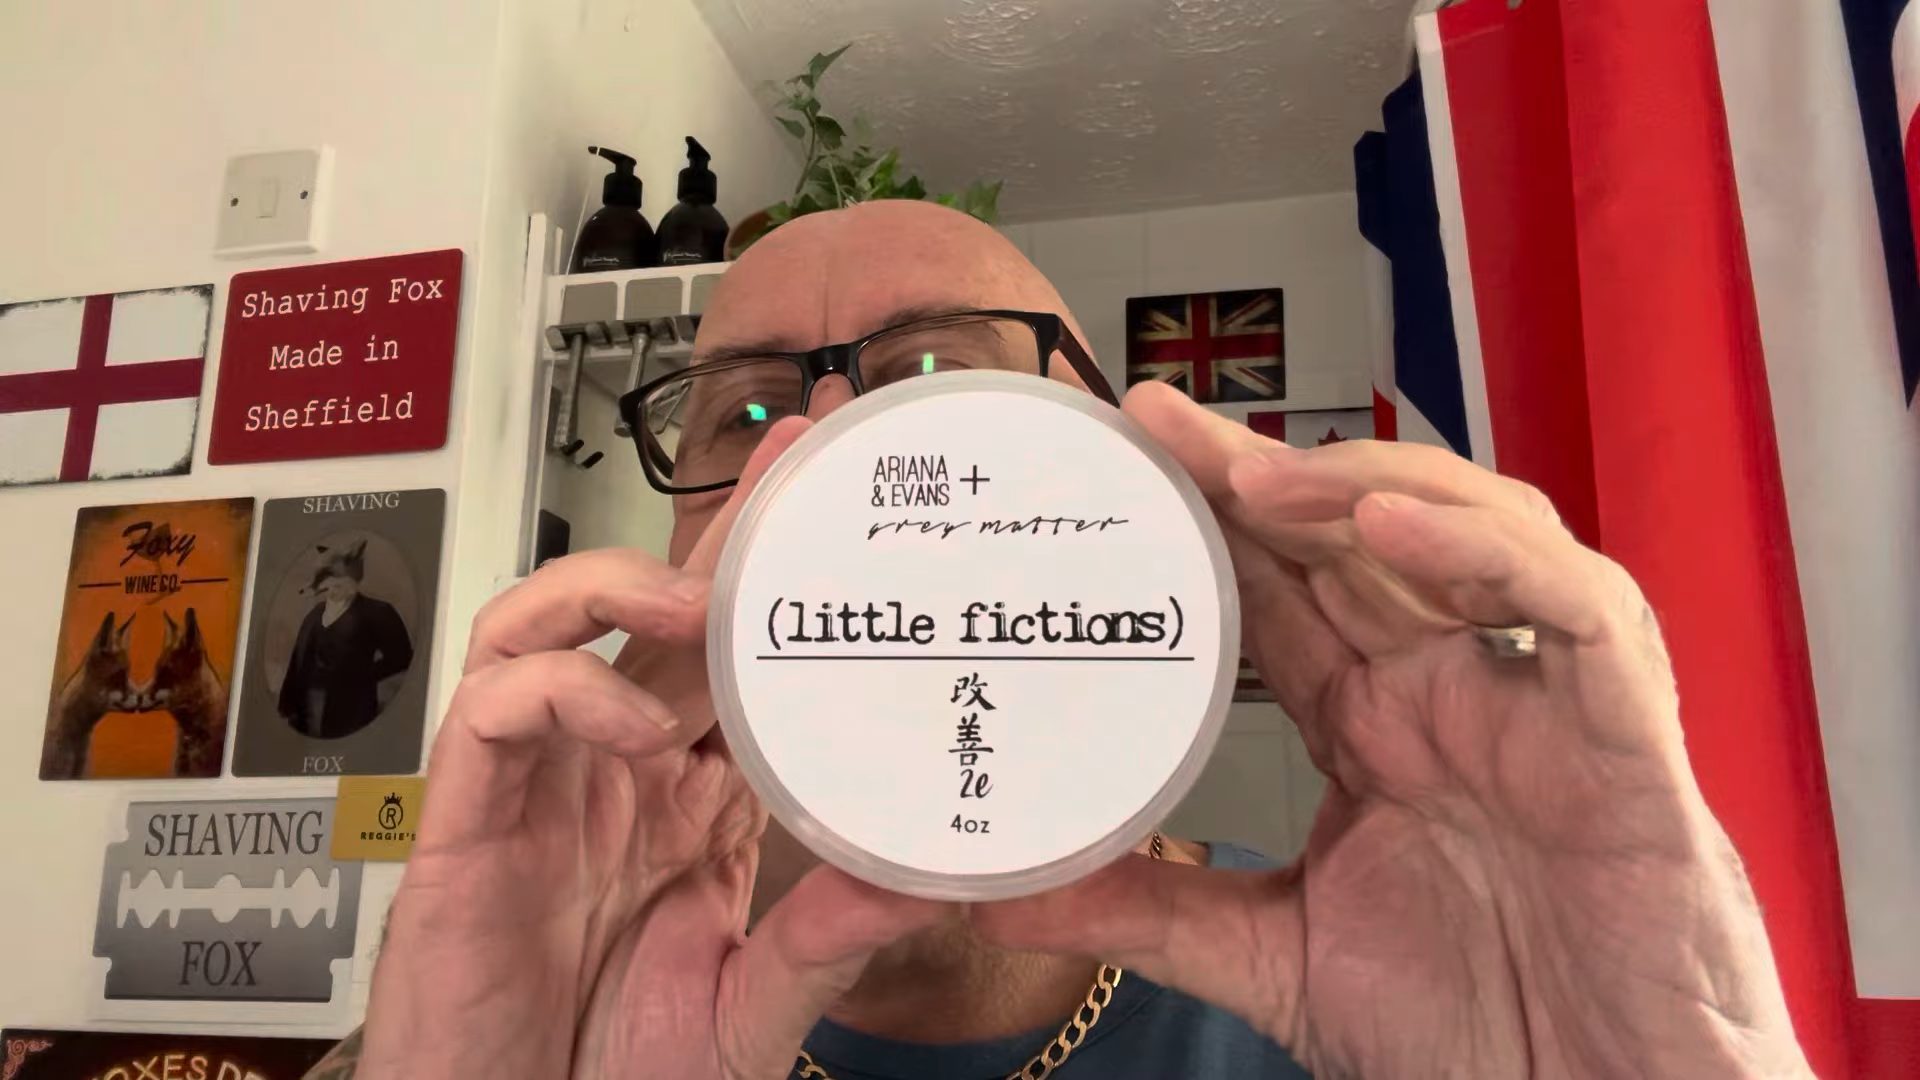 Shaving Fox
Made in
Sheffield
Foxy
WINE CO.
SHAVING
FOX
SHAVING
FOX
R
REGGIE'S
ARIANA
& EVANS +
grey matter
(little fictions)
改
善
2e
4oz